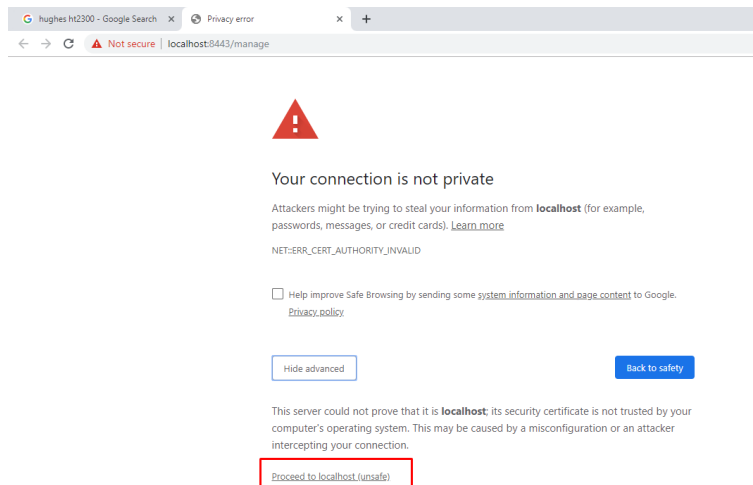 hughes ht2300 - Google Search
Privacy error
Not secure | localhost:8443/manage
Your connection is not private
Attackers might be trying to steal your information from localhost (for example,
passwords, messages, or credit cards). Learn more
NET::ERR_CERT_AUTHORITY_INVALID
Help improve Safe Browsing by sending some system information and page content to Google.
Privacy policy
Hide advanced
Back to safety
This server could not prove that it is localhost; its security certificate is not trusted by your
computer's operating system. This may be caused by a misconfiguration or an attacker
intercepting your connection.
Proceed to localhost (unsafe)